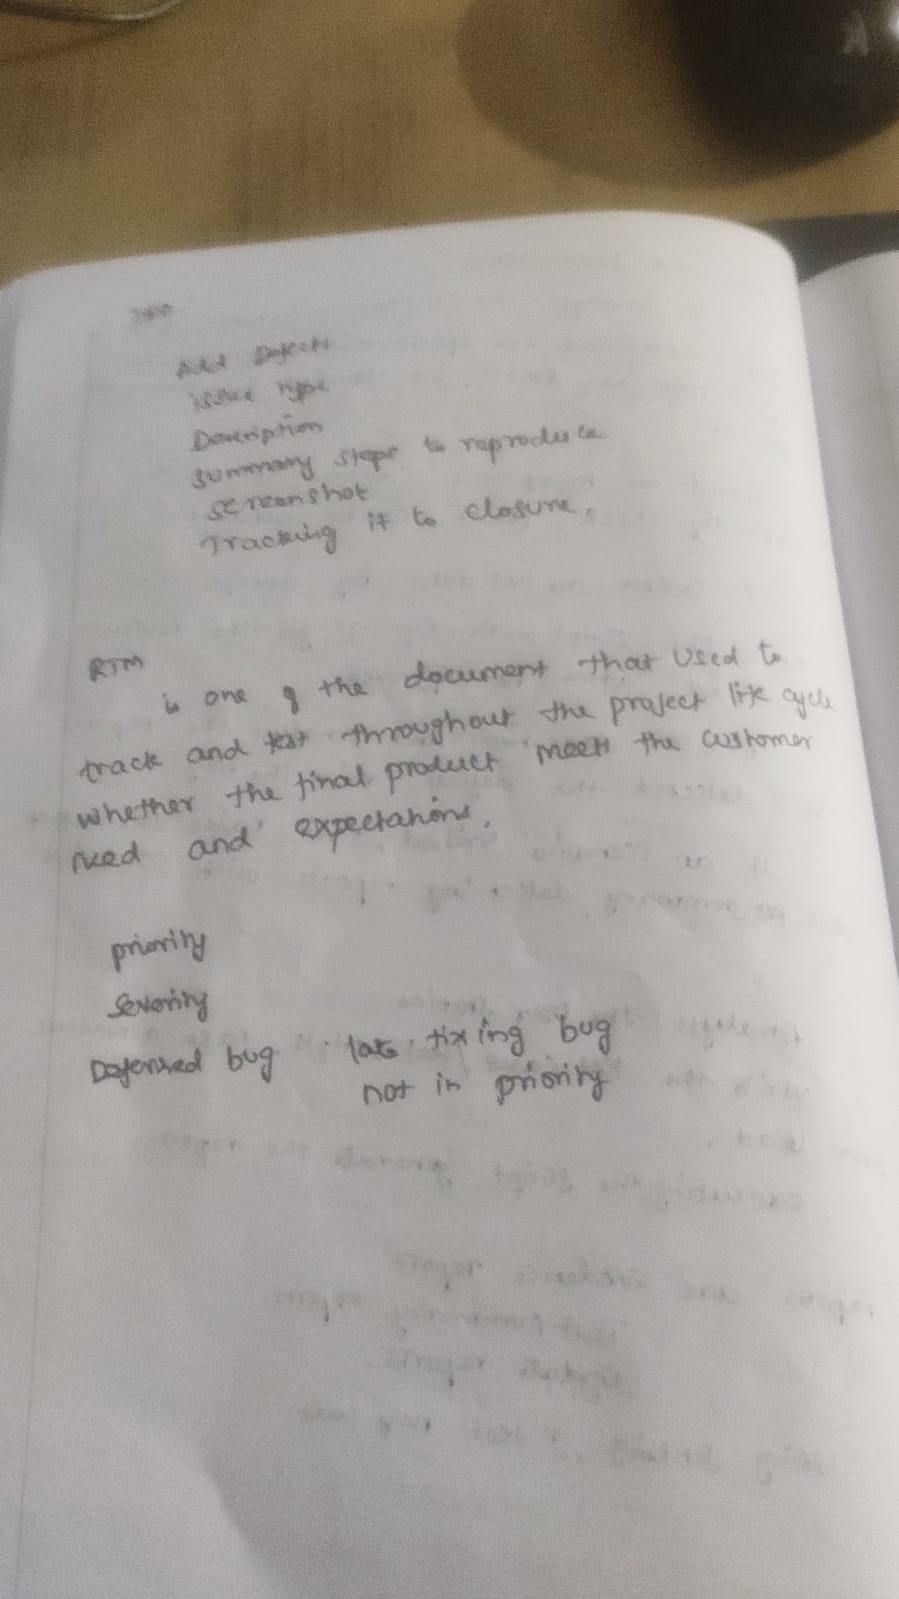 Add Defects
issue type
Description
summary steps to reproduce
screenshot
Tracking it to closure.
RTM
is one of the document that used to
track and test throughout the project life cycle
whether the final product meets the customer
need and expectations.
priority
Severity
Deferred bug late fixing bug
not in priority